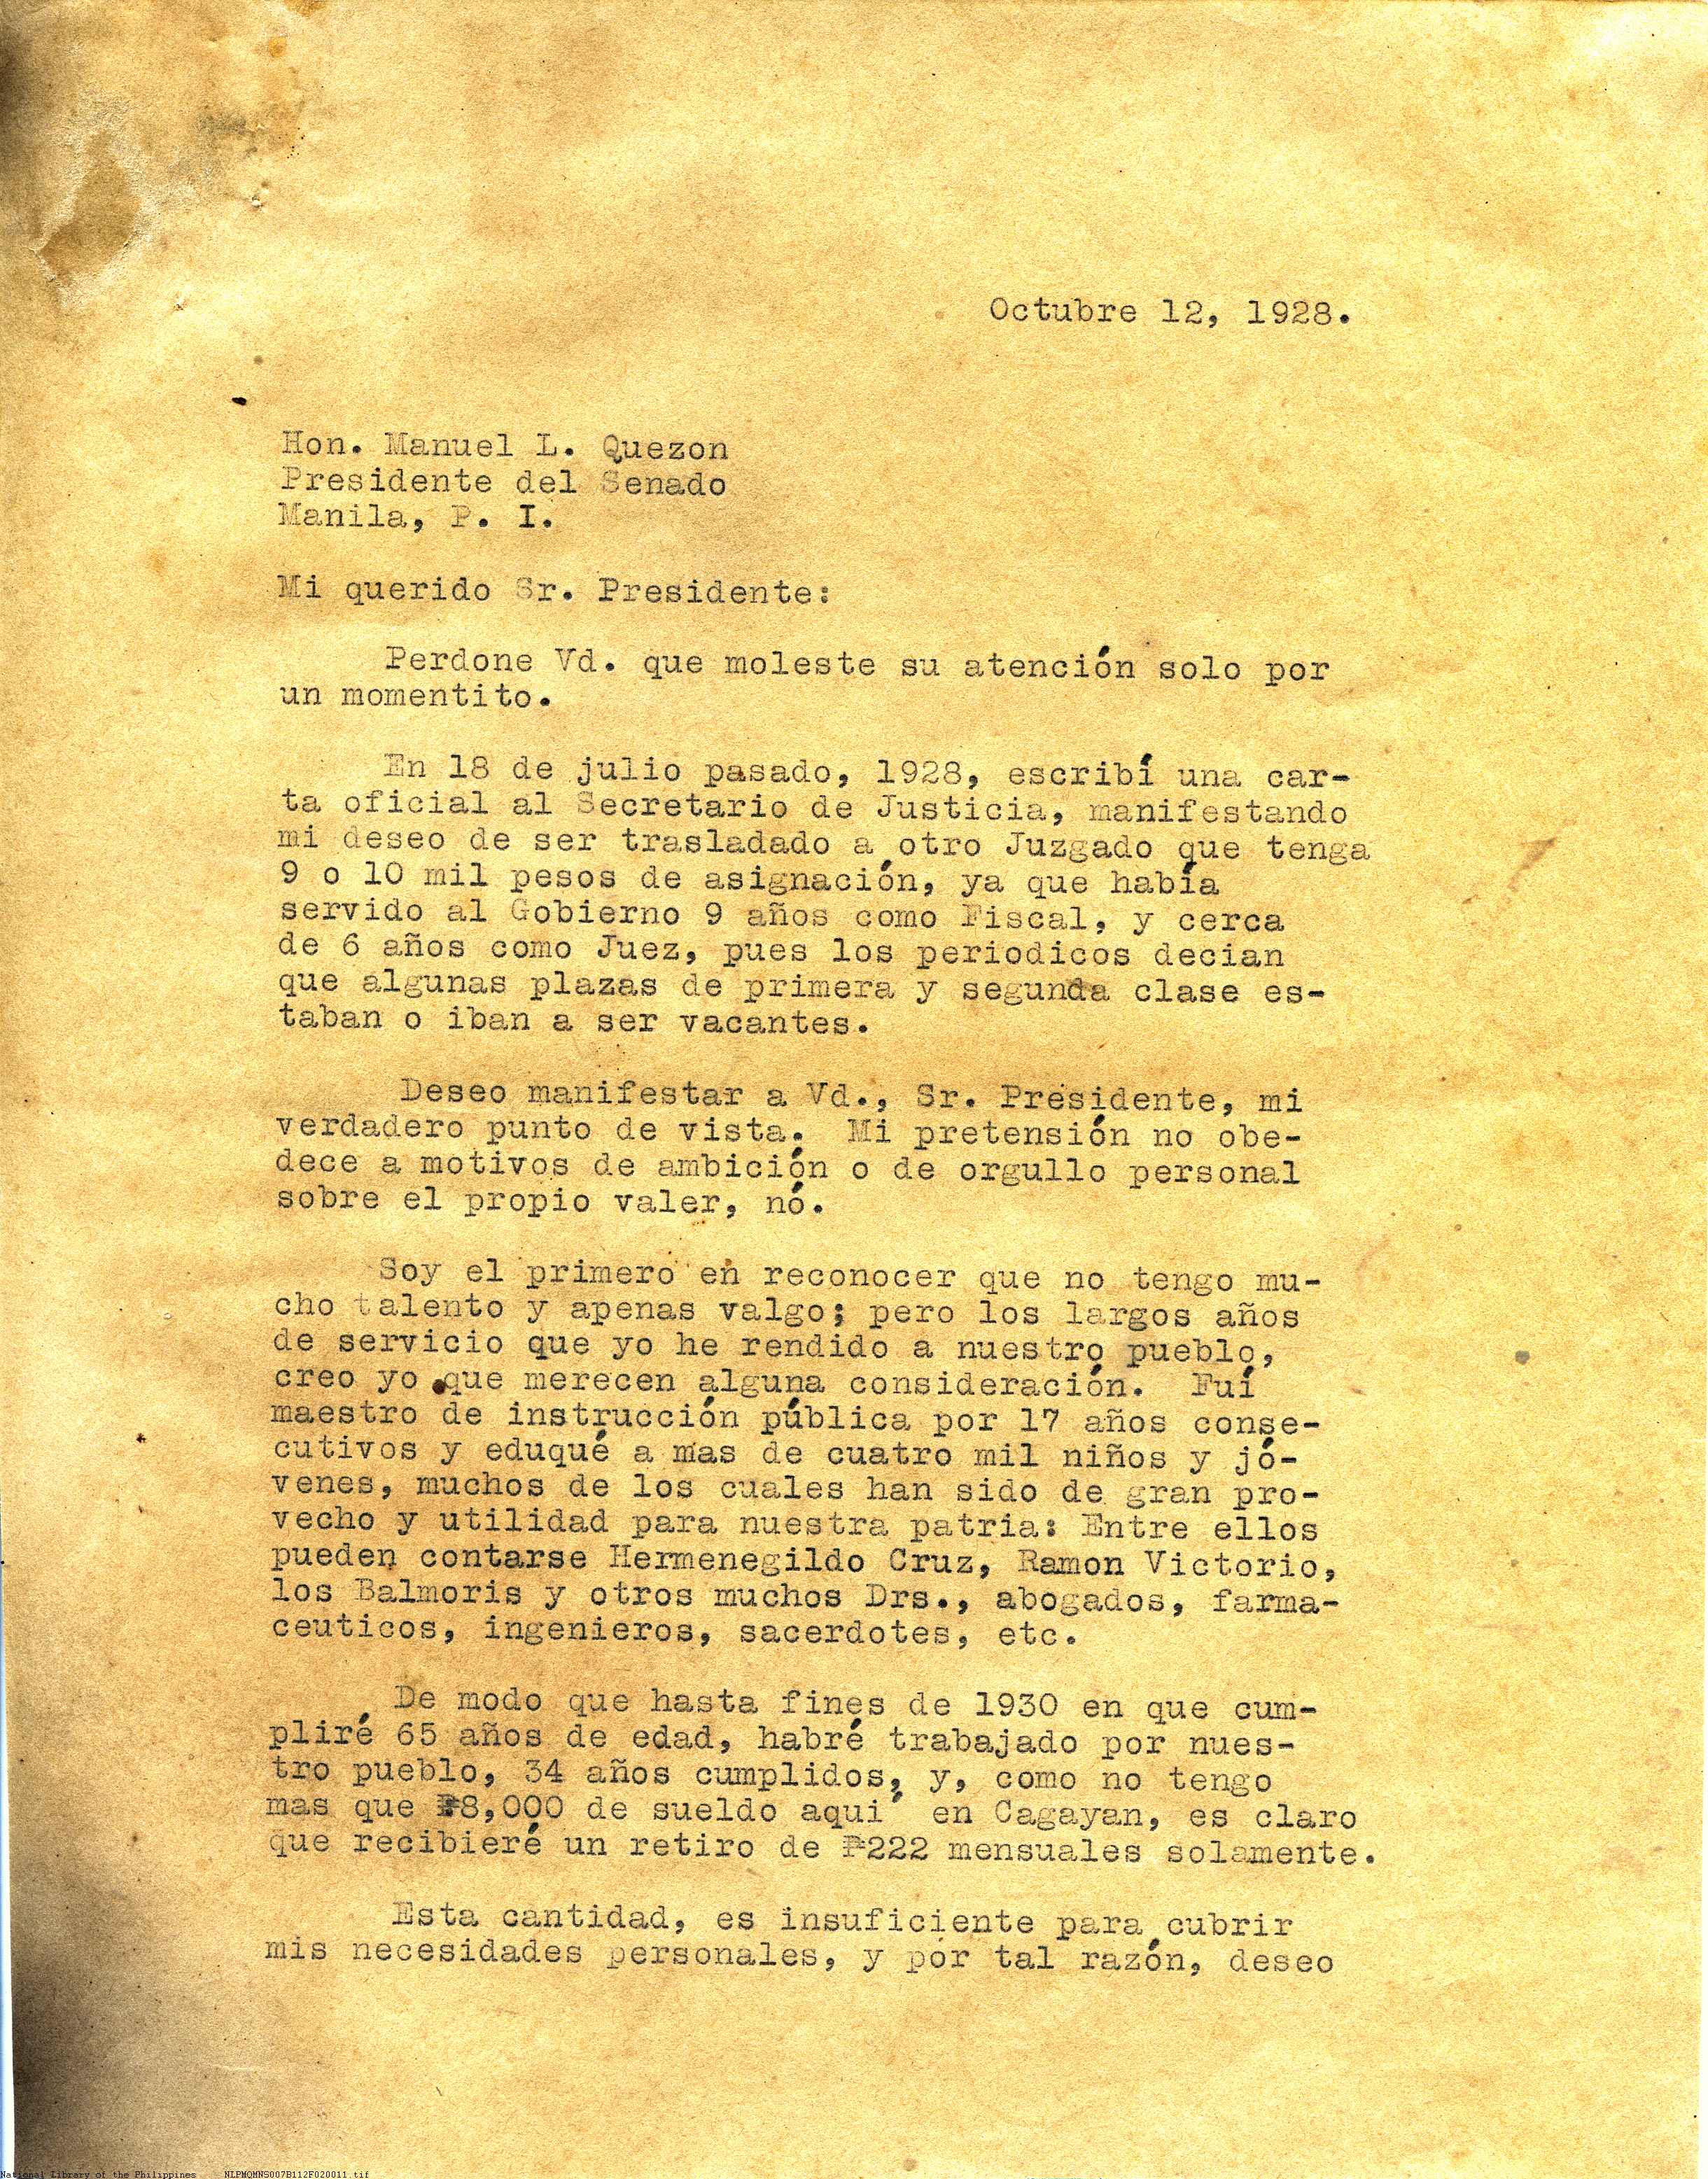 Octubre 12, 1928.
Hon. Manuel L. Quezon
Presidente del Senado
Manila, P. I.
Mi querido Sr. Presidente:
Perdone Vd. que moleste su atención solo por
un momentito.
En 18 de julio pasado, 1928, escribí una car-
ta oficial al Secretario de Justicia, manifestando
mi deseo de ser trasladado a otro Juzgado que tenga
9 o 10 mil pesos de asignación, ya que había
servido al Gobierno 9 años como Fiscal, y cerca
de 6 años como Juez, pues los periodicos decian
que algunas plazas de primera y segunda clase es-
taban o iban a ser vacantes.
Deseo manifestar a Vd., Sr. Presidente, mi
verdadero punto de vista. Mi pretensión no obe-
dece a motivos de ambición o de orgullo personal
sobre el propio valer, nó.
Soy el primero en reconocer que no tengo mu-
cho talento y apenas valgo; pero los largos años
de servicio que yo he rendido a nuestro pueblo,
creo yo que merecen alguna consideración. Fuí
maestro de instrucción pública por 17 años conse-
cutivos y eduqué a mas de cuatro mil niños y jó-
venes, muchos de los cuales han sido de gran pro-
vecho y utilidad para nuestra patria: Entre ellos
pueden contarse Hermenegildo Cruz, Ramon Victorio,
los Balmoris y otros muchos Drs., abogados, farma-
ceuticos, ingenieros, sacerdotes, etc.
De modo que hasta fines de 1930 en que cum-
pliré 65 años de edad, habré trabajado por nues-
tro pueblo, 34 años cumplidos, y, como no tengo
mas que ₱8,000 de sueldo aqui´ en Cagayan, es claro
que recibieré un retiro de ₱222 mensuales solamente.
Esta cantidad, es insuficiente para cubrir
mis necesidades personales, y por tal razón, deseo
National Library of the Philippines NLPMQMNS007B112F020011.tif